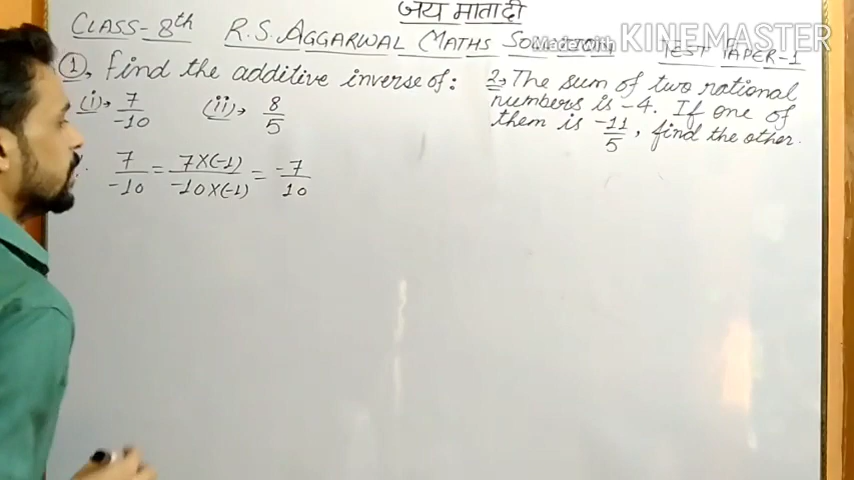 जय माता दी
CLASS-8th R.S. AGGARWAL MATHS SOLUTION TEST PAPER-1
Made with KINEMASTER
1, Find the additive inverse of:
(i)→ 7/-10 (ii)→ 8/5
∵ 7/-10 = 7×(-1)/-10×(-1) = -7/10
2→ The sum of two rational
numbers is -4. If one of
them is -11/5, find the other.